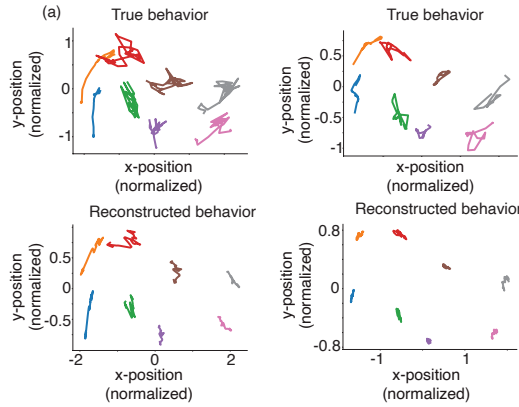 (a)
True behavior
1
0
-1
y-position
(normalized)
x-position
(normalized)
True behavior
0.5
0
-0.5
-1
y-position
(normalized)
x-position
(normalized)
Reconstructed behavior
0.5
0
-0.5
-2
0
2
y-position
(normalized)
x-position
(normalized)
Reconstructed behavior
0.8
0
-0.8
-1
1
y-position
(normalized)
x-position
(normalized)